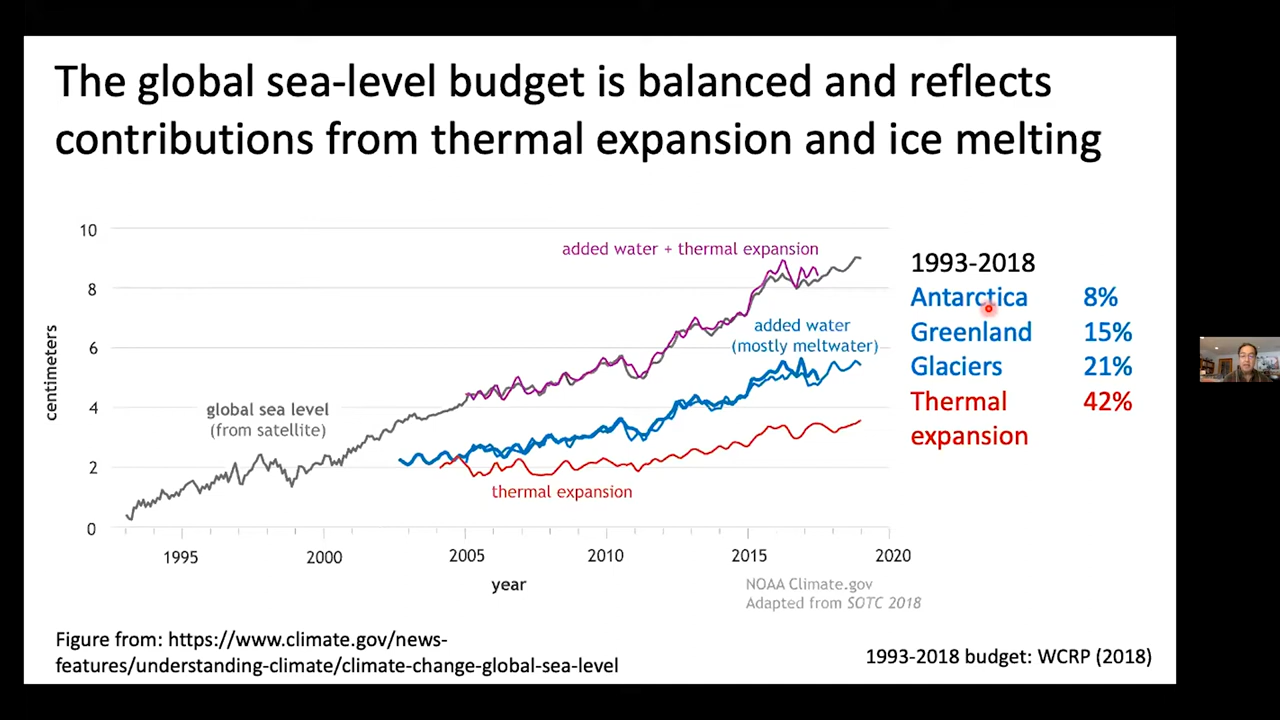 The global sea-level budget is balanced and reflects
contributions from thermal expansion and ice melting
10
8
6
4
2
0
centimeters
added water + thermal expansion
added water
(mostly meltwater)
global sea level
(from satellite)
thermal expansion
1995
2000
2005
2010
2015
2020
year
NOAA Climate.gov
Adapted from SOTC 2018
1993-2018
Antarctica 8%
Greenland 15%
Glaciers 21%
Thermal 42%
expansion
Figure from: https://www.climate.gov/news-
features/understanding-climate/climate-change-global-sea-level
1993-2018 budget: WCRP (2018)